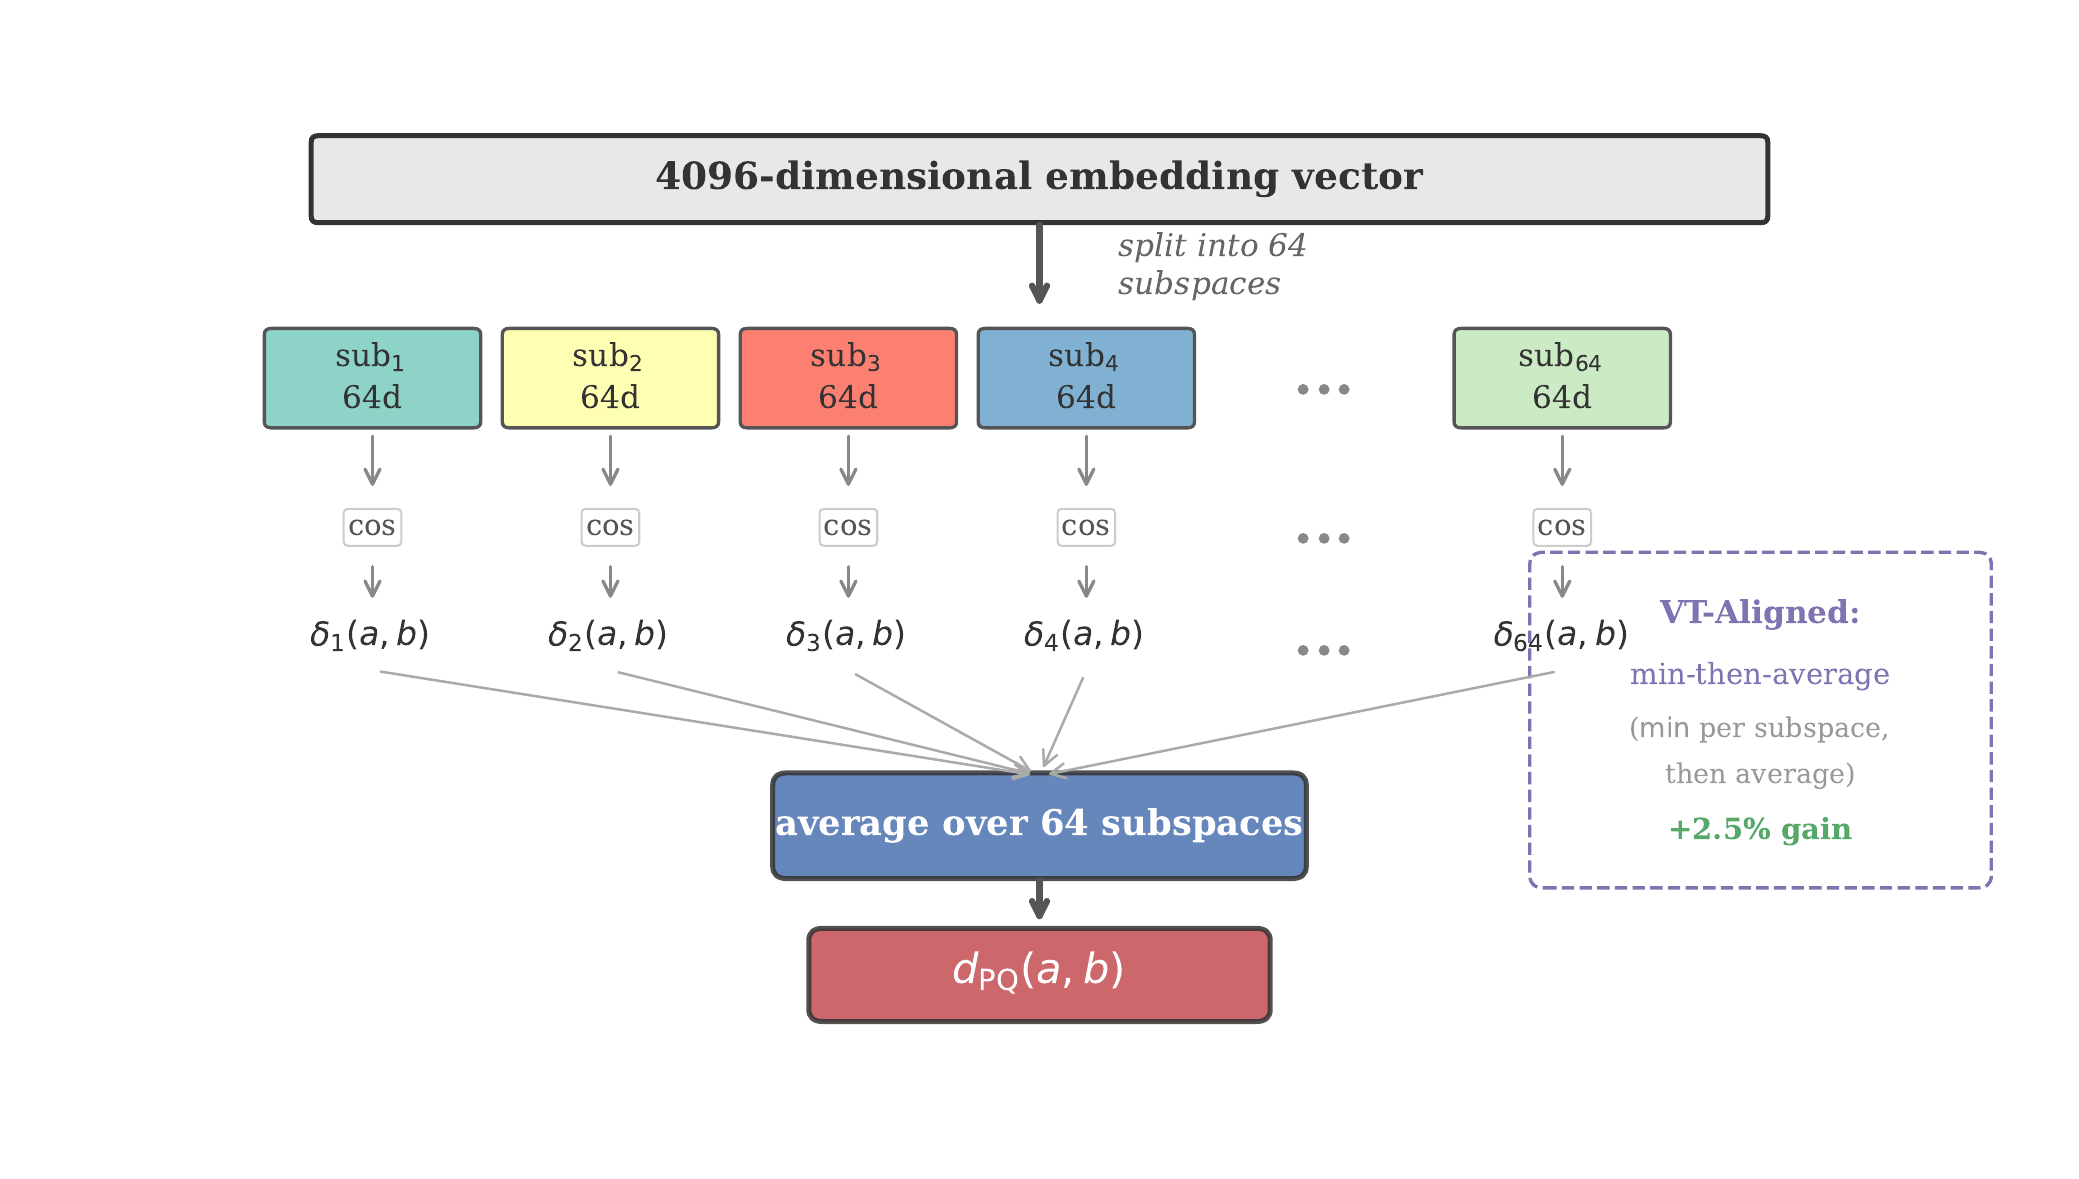 4096-dimensional embedding vector
split into 64
subspaces
sub₁
64d
sub₂
64d
sub₃
64d
sub₄
64d
...
sub₆₄
64d
cos
cos
cos
cos
...
cos
δ₁(a, b)
δ₂(a, b)
δ₃(a, b)
δ₄(a, b)
...
δ₆₄(a, b)
VT-Aligned:
min-then-average
(min per subspace,
then average)
+2.5% gain
average over 64 subspaces
d_PQ(a, b)